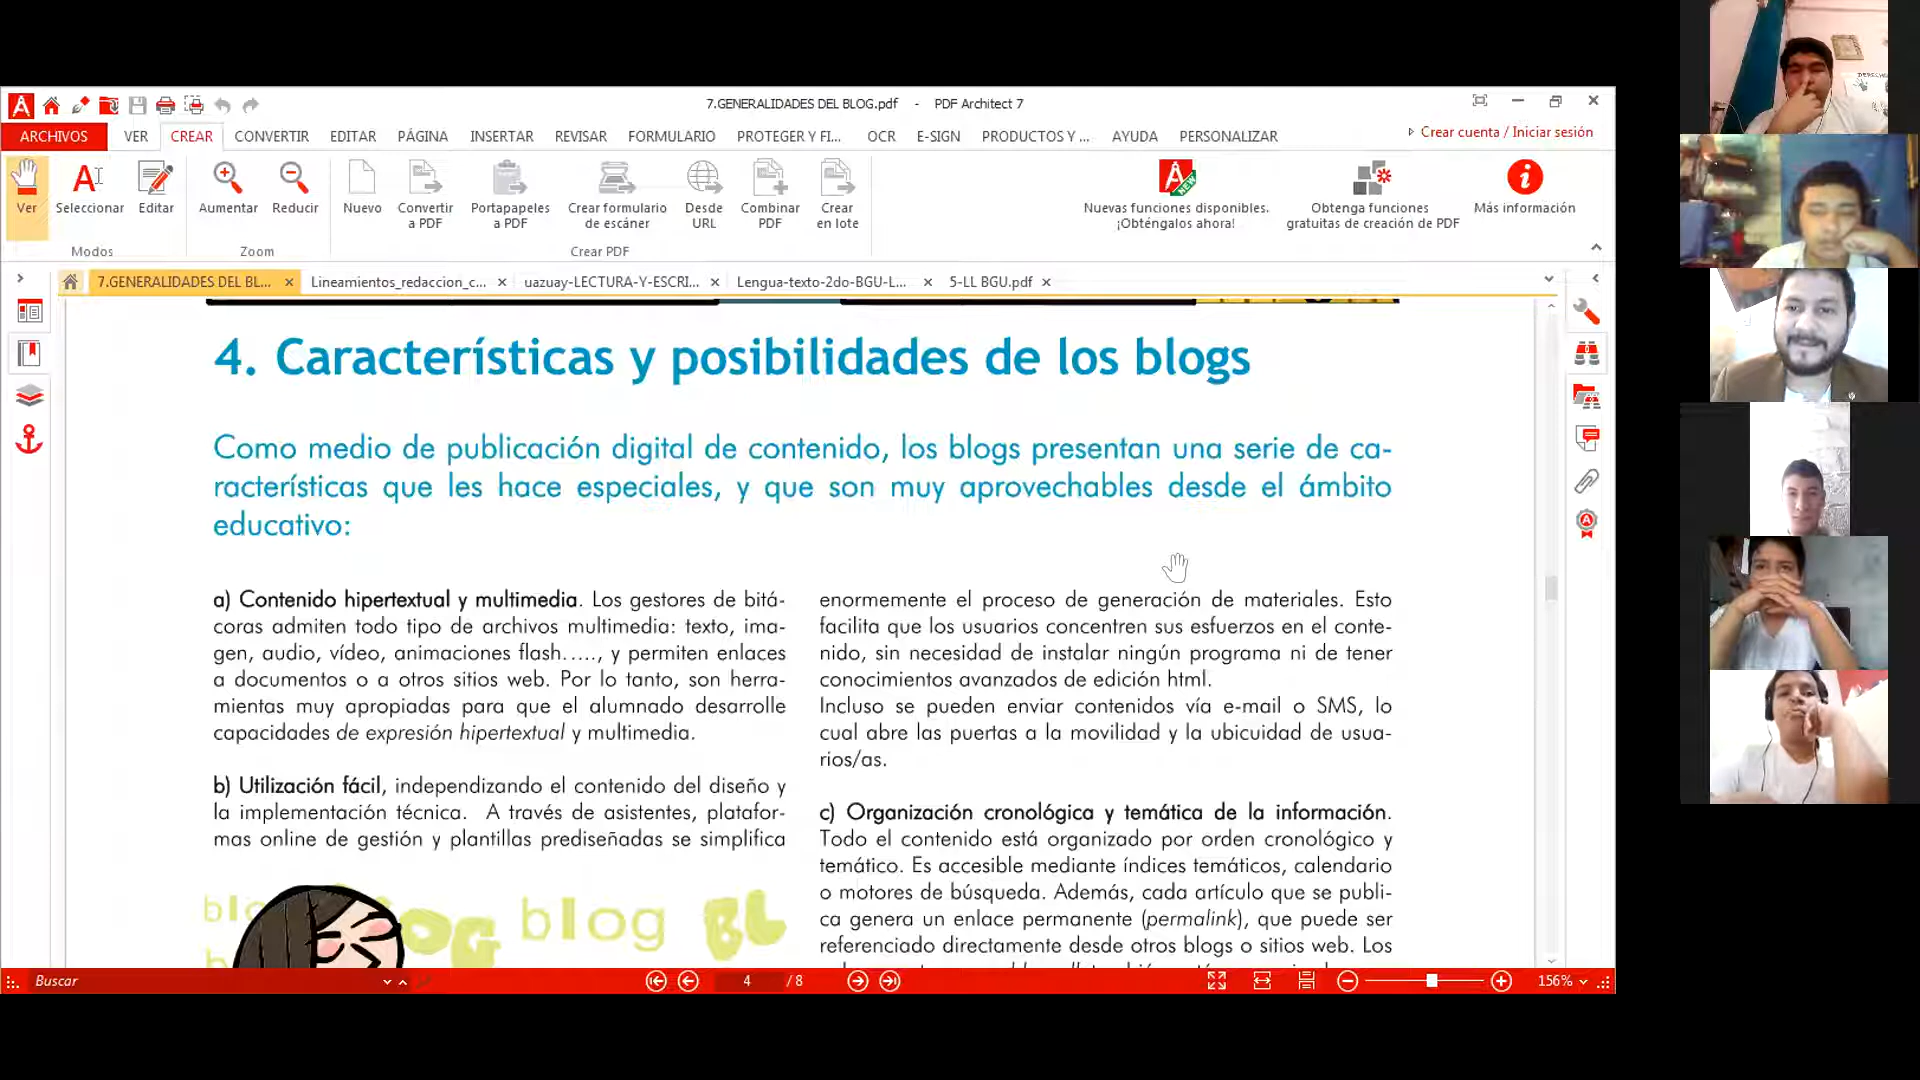 7.GENERALIDADES DEL BLOG.pdf - PDF Architect 7
ARCHIVOS VER CREAR CONVERTIR EDITAR PÁGINA INSERTAR REVISAR FORMULARIO PROTEGER Y FI... OCR E-SIGN PRODUCTOS Y ... AYUDA PERSONALIZAR Crear cuenta / Iniciar sesión
Ver Seleccionar Editar Aumentar Reducir Nuevo Convertir a PDF Portapapeles a PDF Crear formulario de escáner Desde URL Combinar PDF Crear en lote
NEW
Nuevas funciones disponibles. ¡Obténgalos ahora! Obtenga funciones gratuitas de creación de PDF Más información
Modos Zoom Crear PDF
7.GENERALIDADES DEL BL... Lineamientos_redaccion_c... uazuay-LECTURA-Y-ESCRI... Lengua-texto-2do-BGU-L... 5-LL BGU.pdf
4. Características y posibilidades de los blogs
Como medio de publicación digital de contenido, los blogs presentan una serie de ca-
racterísticas que les hace especiales, y que son muy aprovechables desde el ámbito
educativo:
a) Contenido hipertextual y multimedia. Los gestores de bitá-
coras admiten todo tipo de archivos multimedia: texto, ima-
gen, audio, vídeo, animaciones flash....., y permiten enlaces
a documentos o a otros sitios web. Por lo tanto, son herra-
mientas muy apropiadas para que el alumnado desarrolle
capacidades de expresión hipertextual y multimedia.
b) Utilización fácil, independizando el contenido del diseño y
la implementación técnica. A través de asistentes, platafor-
mas online de gestión y plantillas prediseñadas se simplifica
enormemente el proceso de generación de materiales. Esto
facilita que los usuarios concentren sus esfuerzos en el conte-
nido, sin necesidad de instalar ningún programa ni de tener
conocimientos avanzados de edición html.
Incluso se pueden enviar contenidos vía e-mail o SMS, lo
cual abre las puertas a la movilidad y la ubicuidad de usua-
rios/as.
c) Organización cronológica y temática de la información.
Todo el contenido está organizado por orden cronológico y
temático. Es accesible mediante índices temáticos, calendario
o motores de búsqueda. Además, cada artículo que se publi-
ca genera un enlace permanente (permalink), que puede ser
referenciado directamente desde otros blogs o sitios web. Los
blog BL
Buscar 4 / 8 156%